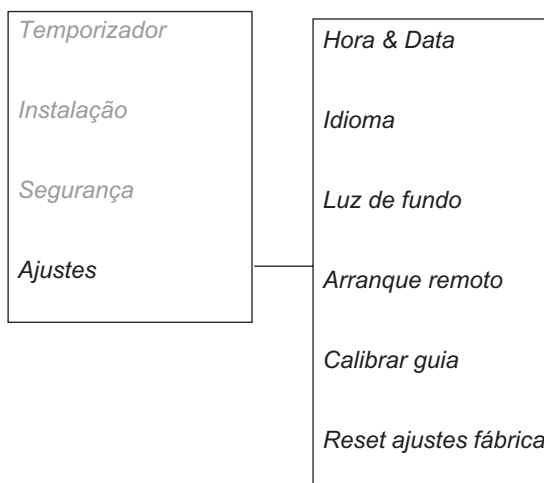 Temporizador
Instalação
Segurança
Ajustes
Hora & Data
Idioma
Luz de fundo
Arranque remoto
Calibrar guia
Reset ajustes fábrica